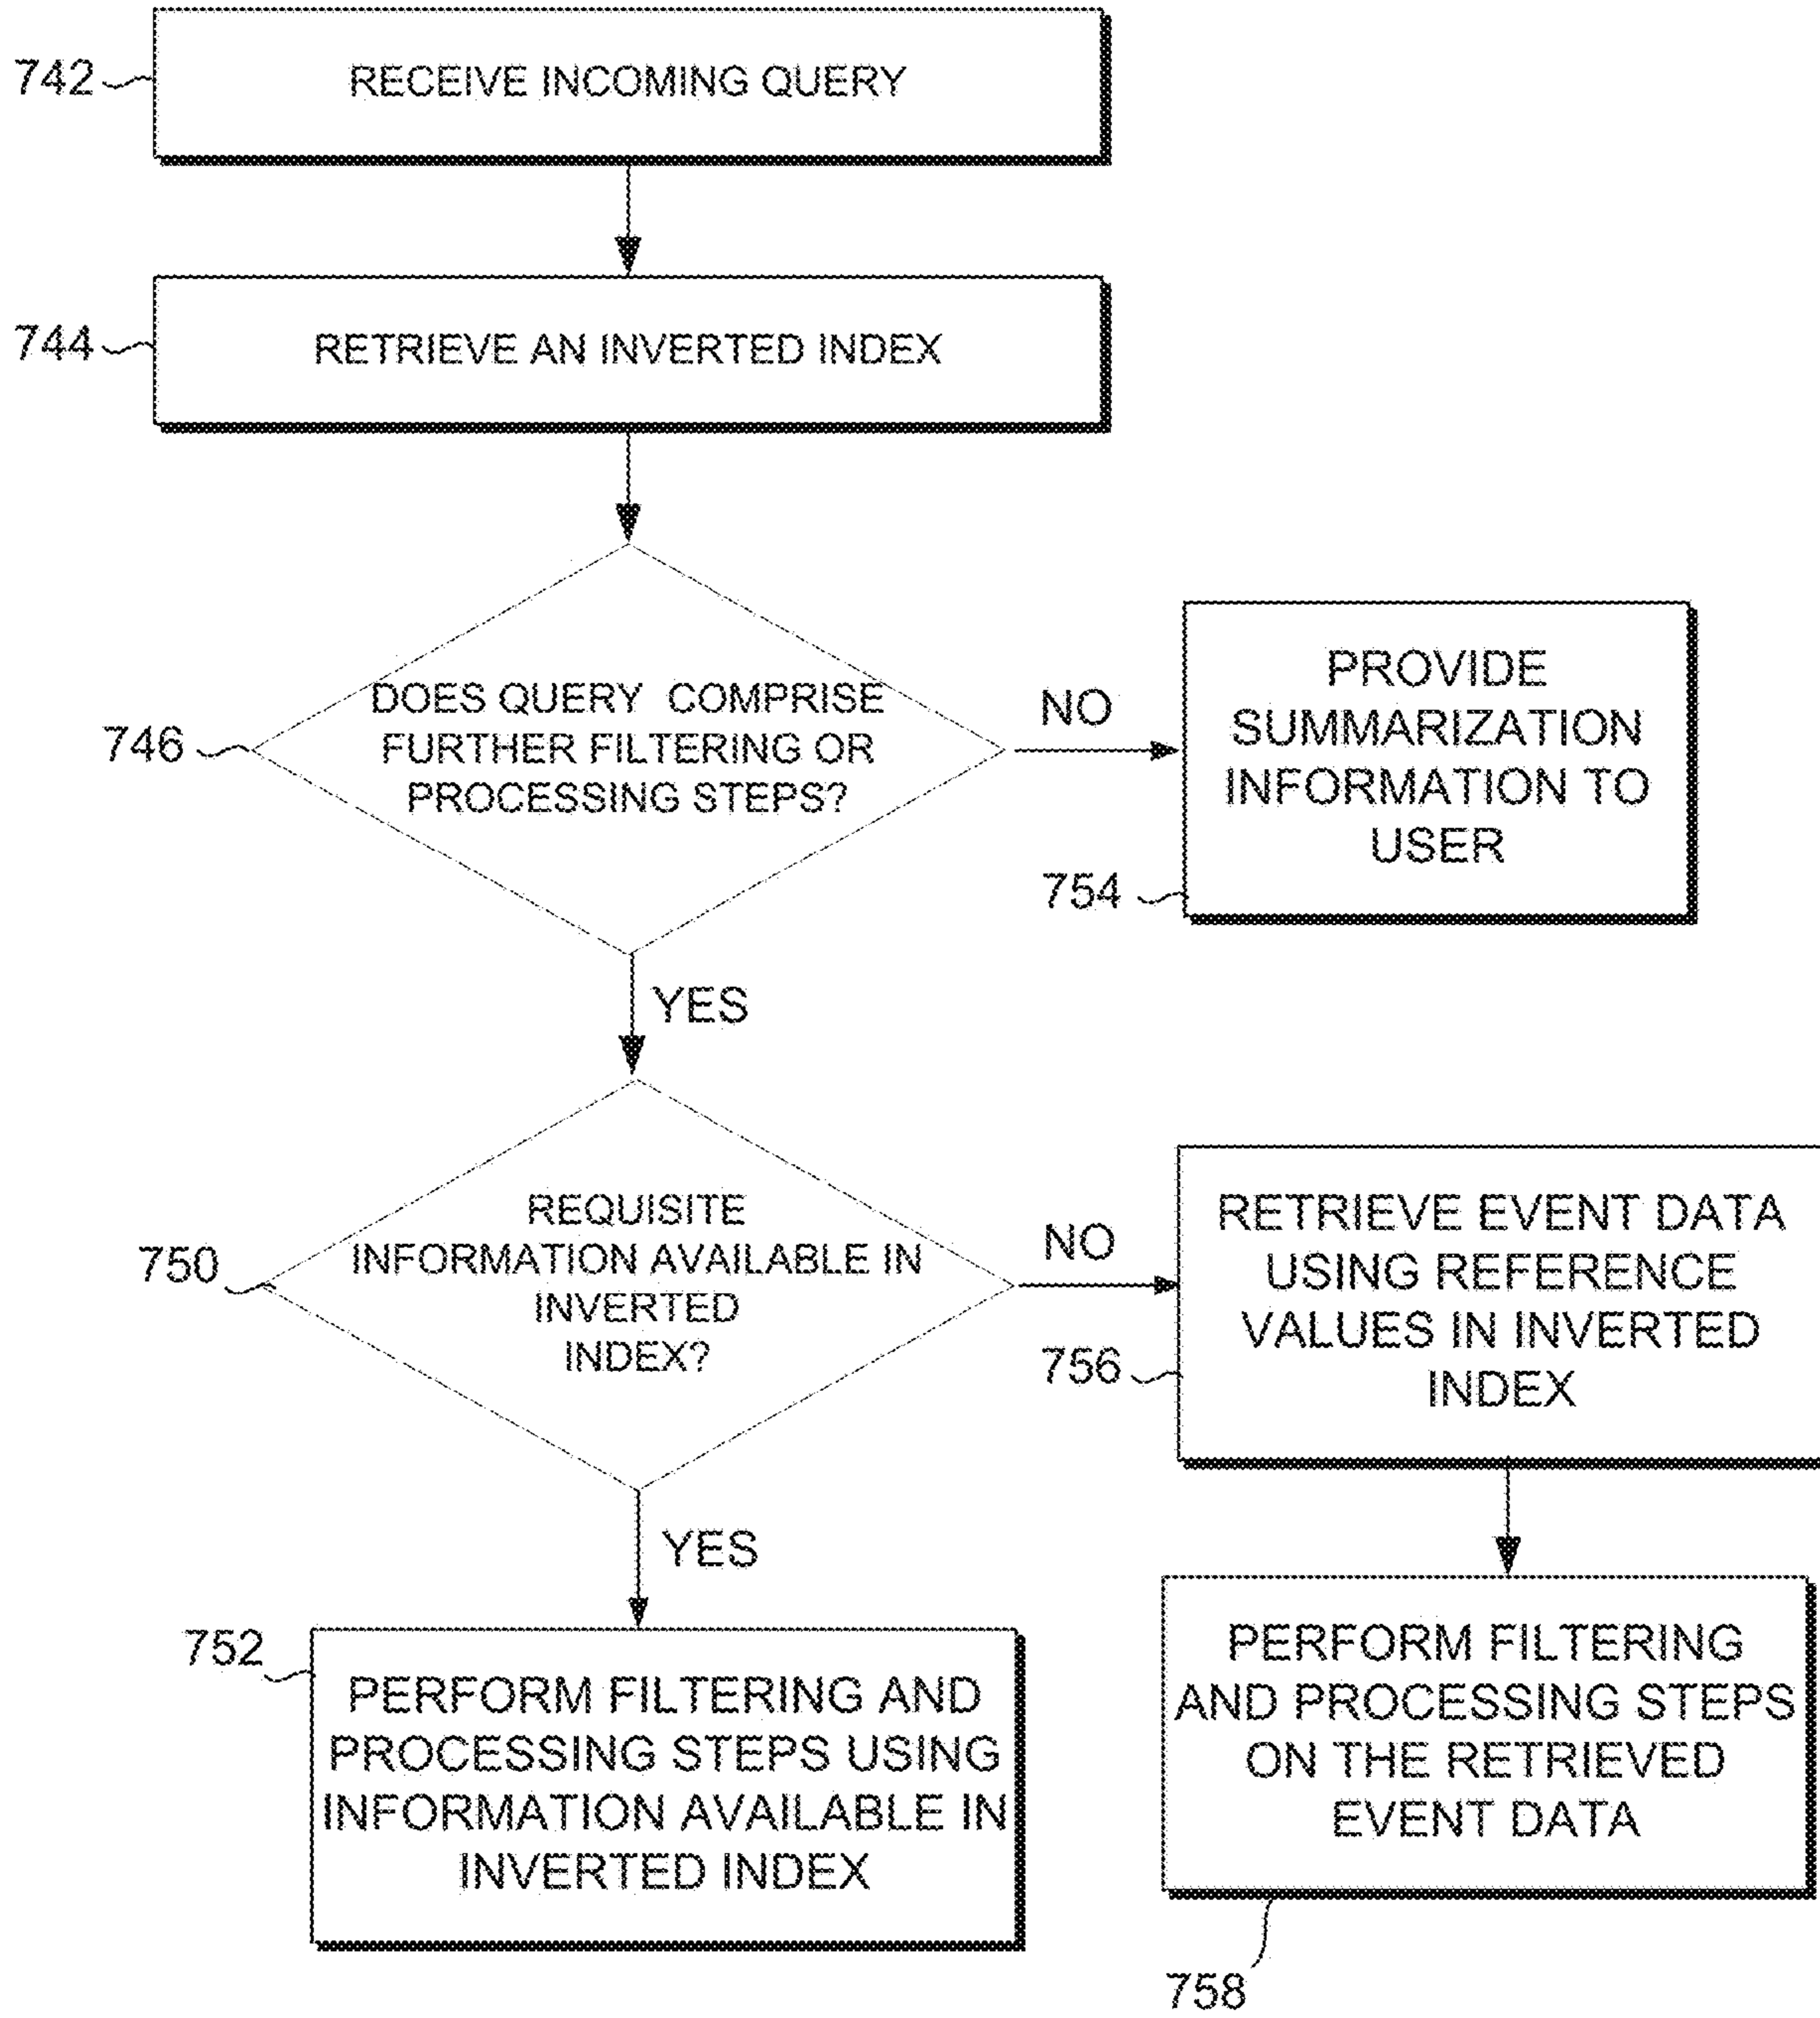 742
RECEIVE INCOMING QUERY
744
RETRIEVE AN INVERTED INDEX
746
DOES QUERY COMPRISE
FURTHER FILTERING OR
PROCESSING STEPS?
NO
PROVIDE
SUMMARIZATION
INFORMATION TO
USER
754
YES
750
REQUISITE
INFORMATION AVAILABLE IN
INVERTED
INDEX?
NO
RETRIEVE EVENT DATA
USING REFERENCE
VALUES IN INVERTED
INDEX
756
YES
752
PERFORM FILTERING AND
PROCESSING STEPS USING
INFORMATION AVAILABLE IN
INVERTED INDEX
PERFORM FILTERING
AND PROCESSING STEPS
ON THE RETRIEVED
EVENT DATA
758